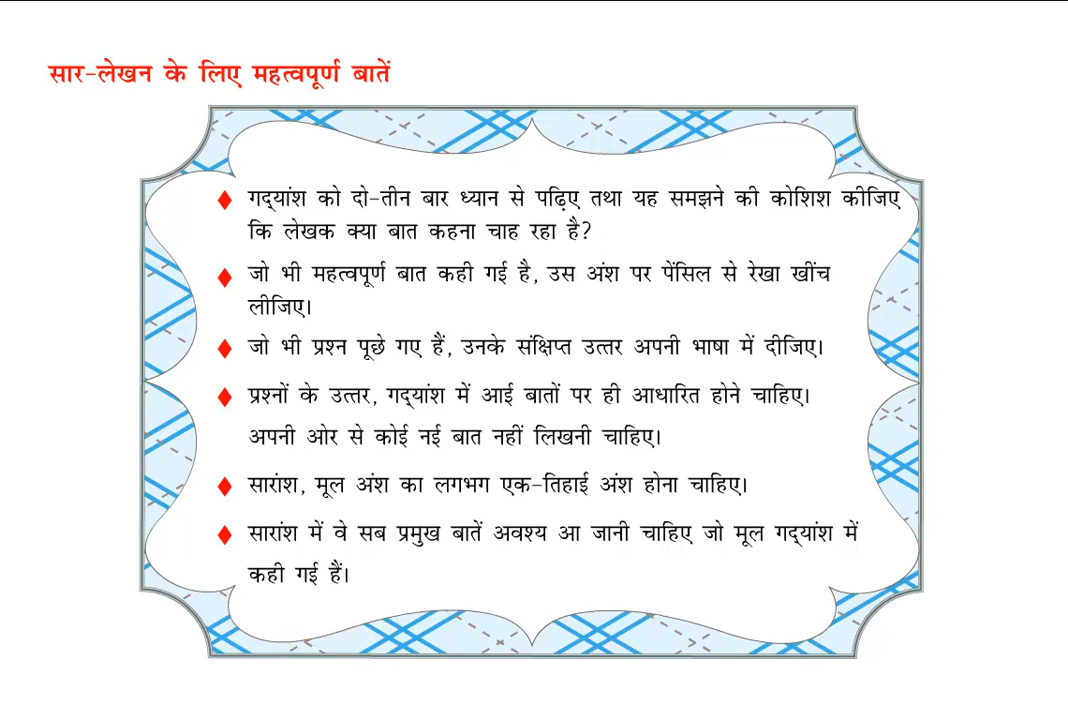 सार-लेखन के लिए महत्वपूर्ण बातें
गद्‌यांश को दो-तीन बार ध्यान से पढ़िए तथा यह समझने की कोशिश कीजिए
कि लेखक क्या बात कहना चाह रहा है?
जो भी महत्वपूर्ण बात कही गई है, उस अंश पर पेंसिल से रेखा खींच
लीजिए।
जो भी प्रश्न पूछे गए हैं, उनके संक्षिप्त उत्तर अपनी भाषा में दीजिए।
प्रश्नों के उत्तर, गद्‌यांश में आई बातों पर ही आधारित होने चाहिए।
अपनी ओर से कोई नई बात नहीं लिखनी चाहिए।
सारांश, मूल अंश का लगभग एक-तिहाई अंश होना चाहिए।
सारांश में वे सब प्रमुख बातें अवश्य आ जानी चाहिए जो मूल गद्‌यांश में
कही गई हैं।